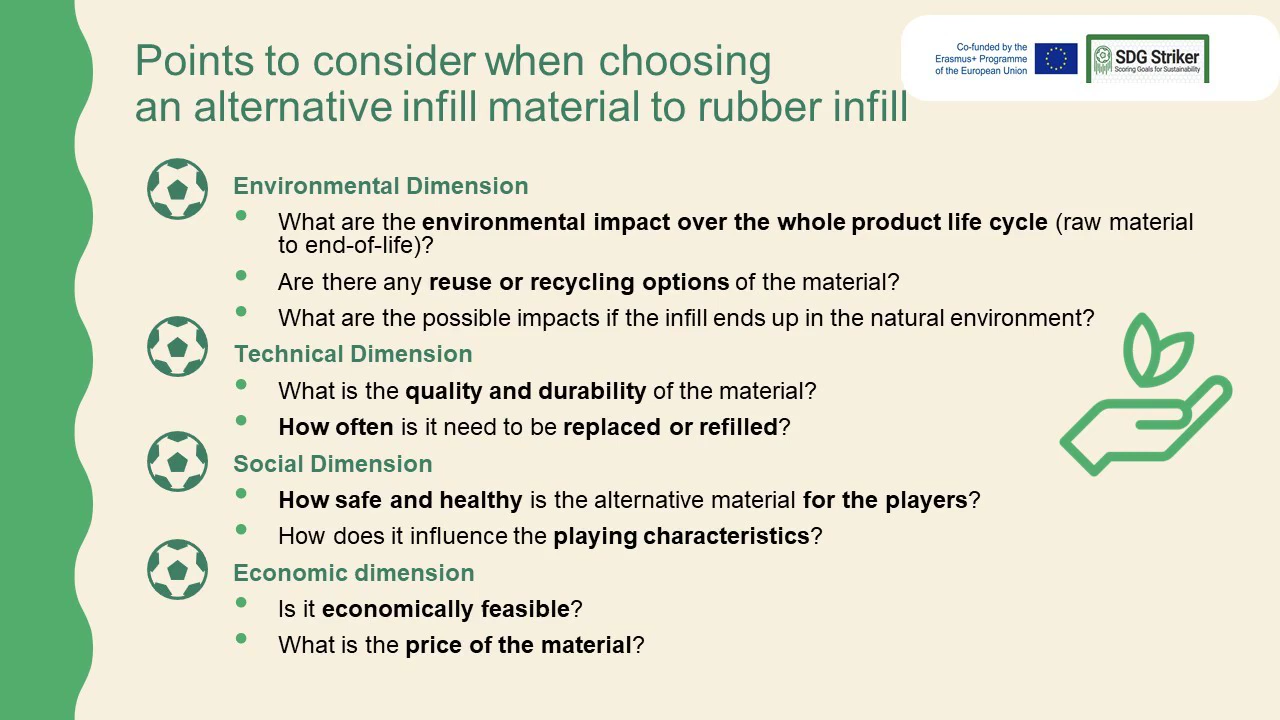 Points to consider when choosing
an alternative infill material to rubber infill
Co-funded by the
Erasmus+ Programme
of the European Union
SDG Striker
Scoring Goals for Sustainability
Environmental Dimension
What are the environmental impact over the whole product life cycle (raw material
to end-of-life)?
Are there any reuse or recycling options of the material?
What are the possible impacts if the infill ends up in the natural environment?
Technical Dimension
What is the quality and durability of the material?
How often is it need to be replaced or refilled?
Social Dimension
How safe and healthy is the alternative material for the players?
How does it influence the playing characteristics?
Economic dimension
Is it economically feasible?
What is the price of the material?